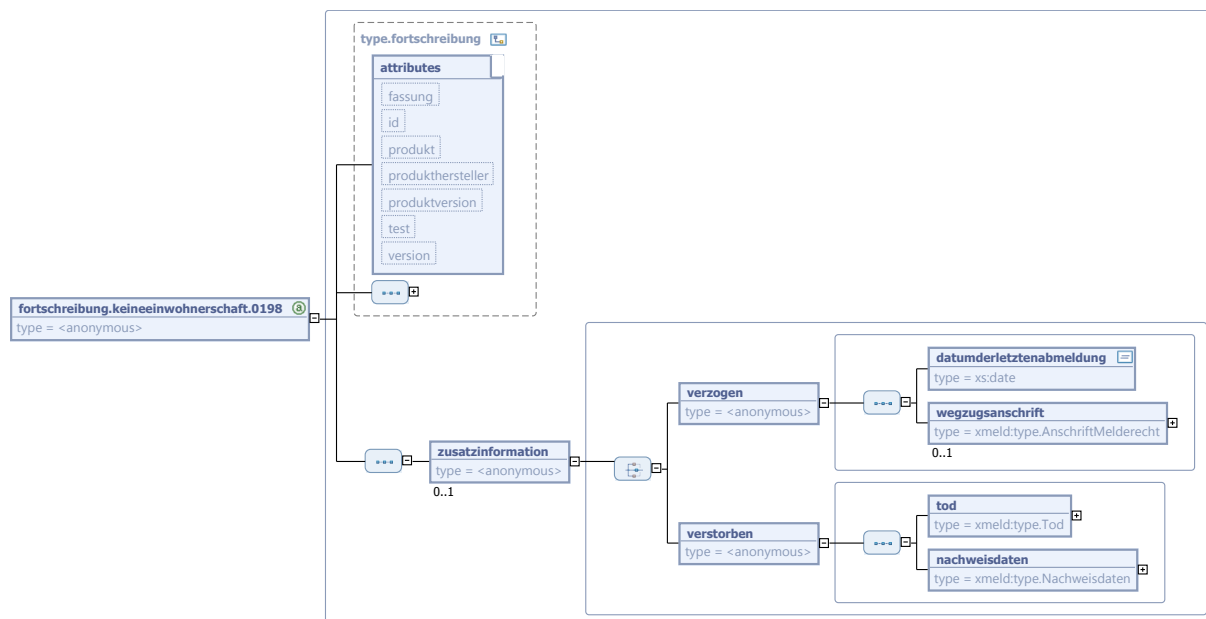 type.fortschreibung
attributes
fassung
id
produkt
produkthersteller
produktversion
test
version
fortschreibung.keineeinwohnerschaft.0198 a
type = <anonymous>
zusatzinformation
type = <anonymous>
0..1
verzogen
type = <anonymous>
datumderletztenabmeldung
type = xs:date
wegzugsanschrift
type = xmeld:type.AnschriftMelderecht
0..1
verstorben
type = <anonymous>
tod
type = xmeld:type.Tod
nachweisdaten
type = xmeld:type.Nachweisdaten